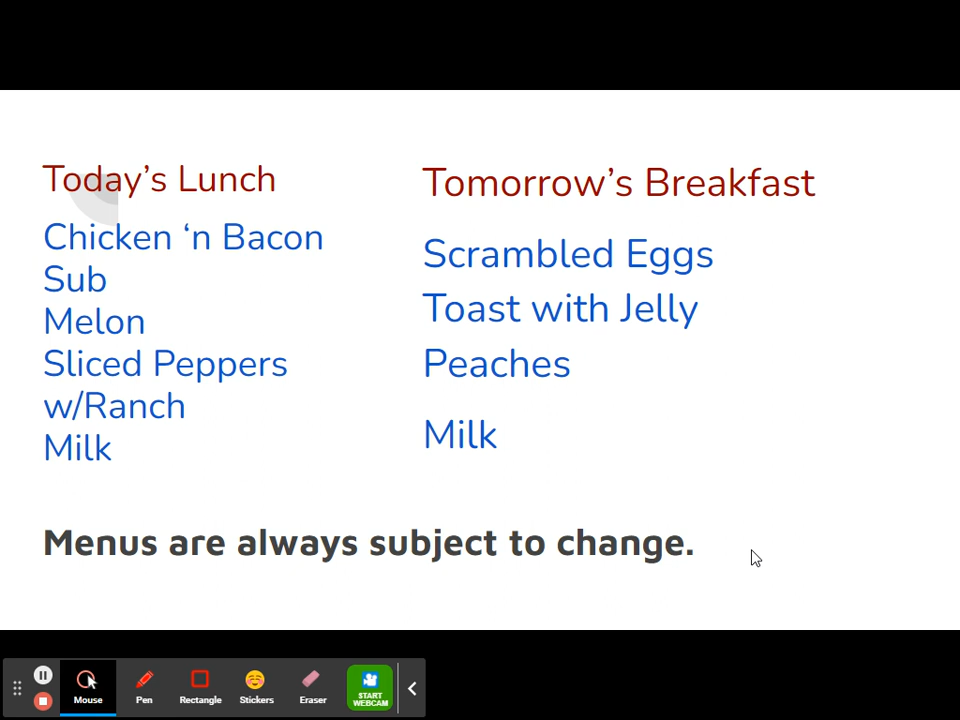 Today’s Lunch
Chicken ‘n Bacon
Sub
Melon
Sliced Peppers
w/Ranch
Milk
Tomorrow’s Breakfast
Scrambled Eggs
Toast with Jelly
Peaches
Milk
Menus are always subject to change.
Mouse
Pen
Rectangle
Stickers
Eraser
START
WEBCAM